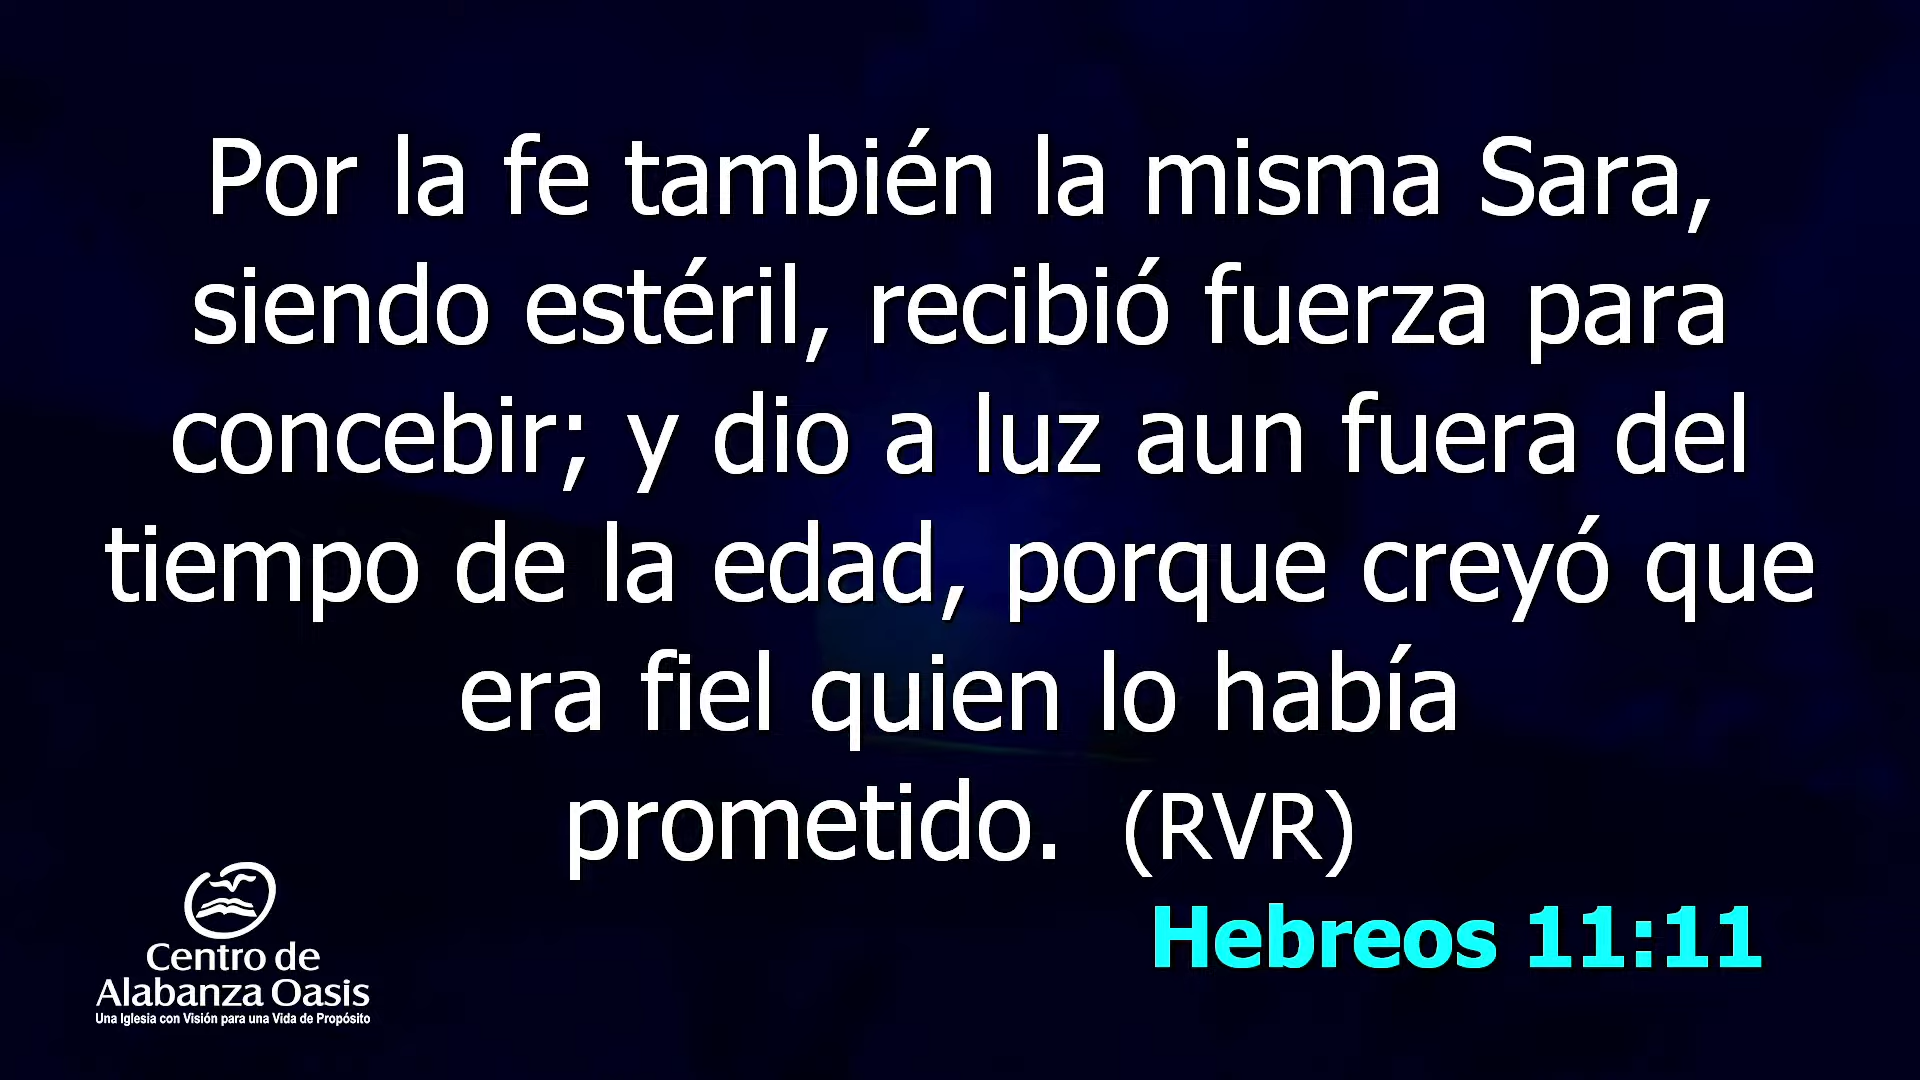 Por la fe también la misma Sara,
siendo estéril, recibió fuerza para
concebir; y dio a luz aun fuera del
tiempo de la edad, porque creyó que
era fiel quien lo había
prometido. (RVR)
Hebreos 11:11
Centro de
Alabanza Oasis
Una Iglesia con Visión para una Vida de Propósito